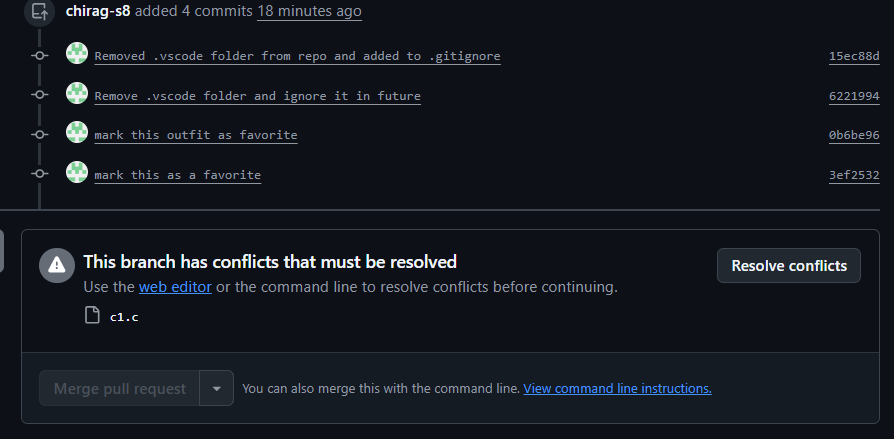 chirag-s8 added 4 commits 18 minutes ago
Removed .vscode folder from repo and added to .gitignore 15ec88d
Remove .vscode folder and ignore it in future 6221994
mark this outfit as favorite 0b6be96
mark this as a favorite 3ef2532
This branch has conflicts that must be resolved
Use the web editor or the command line to resolve conflicts before continuing.
Resolve conflicts
c1.c
Merge pull request You can also merge this with the command line. View command line instructions.